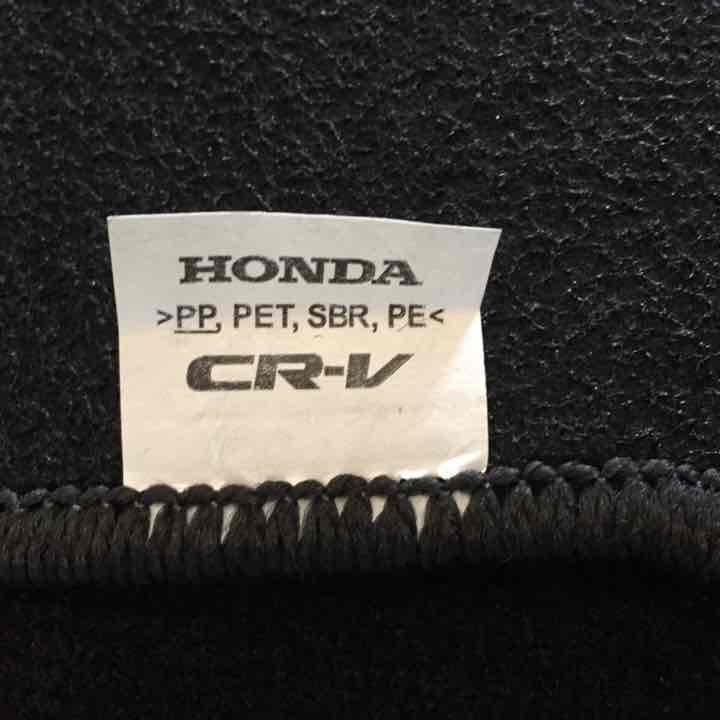 HONDA
>PP, PET, SBR, PE<
CR-V